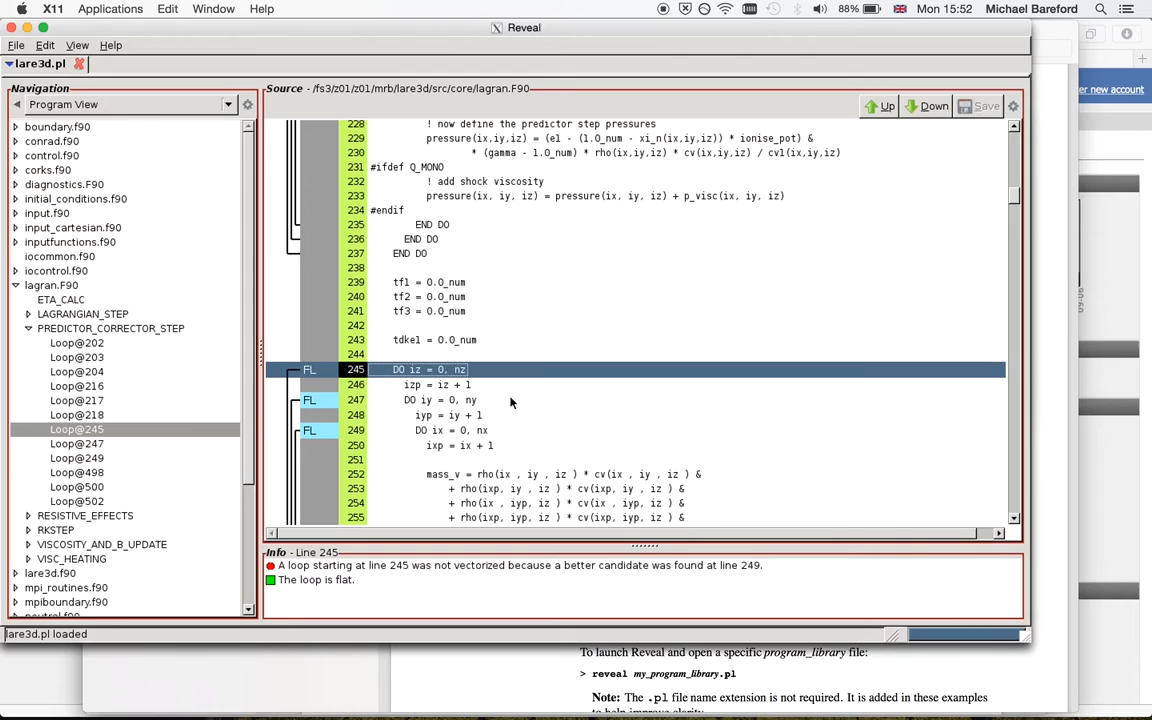 X11 Applications Edit Window Help 88% Mon 15:52 Michael Bareford
Reveal
File Edit View Help
lare3d.pl
Navigation
Program View
boundary.f90
conrad.f90
control.f90
corks.f90
diagnostics.F90
initial_conditions.f90
input.f90
input_cartesian.f90
inputfunctions.f90
iocommon.f90
iocontrol.f90
lagran.F90
ETA_CALC
LAGRANGIAN_STEP
PREDICTOR_CORRECTOR_STEP
Loop@202
Loop@203
Loop@204
Loop@216
Loop@217
Loop@218
Loop@245
Loop@247
Loop@249
Loop@498
Loop@500
Loop@502
RESISTIVE_EFFECTS
RKSTEP
VISCOSITY_AND_B_UPDATE
VISC_HEATING
lare3d.f90
mpi_routines.f90
mpiboundary.f90
neutral.f90
Source - /fs3/z01/z01/mrb/lare3d/src/core/lagran.F90
Up Down Save
228 ! now define the predictor step pressures
229 pressure(ix,iy,iz) = (e1 - (1.0_num - xi_n(ix,iy,iz)) * ionise_pot) &
230 * (gamma - 1.0_num) * rho(ix,iy,iz) * cv(ix,iy,iz) / cv1(ix,iy,iz)
231 #ifdef Q_MONO
232 ! add shock viscosity
233 pressure(ix, iy, iz) = pressure(ix, iy, iz) + p_visc(ix, iy, iz)
234 #endif
235 END DO
236 END DO
237 END DO
238
239 tf1 = 0.0_num
240 tf2 = 0.0_num
241 tf3 = 0.0_num
242
243 tdke1 = 0.0_num
244
FL 245 DO iz = 0, nz
246 izp = iz + 1
FL 247 DO iy = 0, ny
248 iyp = iy + 1
FL 249 DO ix = 0, nx
250 ixp = ix + 1
251
252 mass_v = rho(ix , iy , iz ) * cv(ix , iy , iz ) &
253 + rho(ixp, iy , iz ) * cv(ixp, iy , iz ) &
254 + rho(ix , iyp, iz ) * cv(ix , iyp, iz ) &
255 + rho(ixp, iyp, iz ) * cv(ixp, iyp, iz ) &
Info - Line 245
A loop starting at line 245 was not vectorized because a better candidate was found at line 249.
The loop is flat.
lare3d.pl loaded
er new account
To launch Reveal and open a specific program_library file:
> reveal my_program_library.pl
Note: The .pl file name extension is not required. It is added in these examples
to help improve clarity.